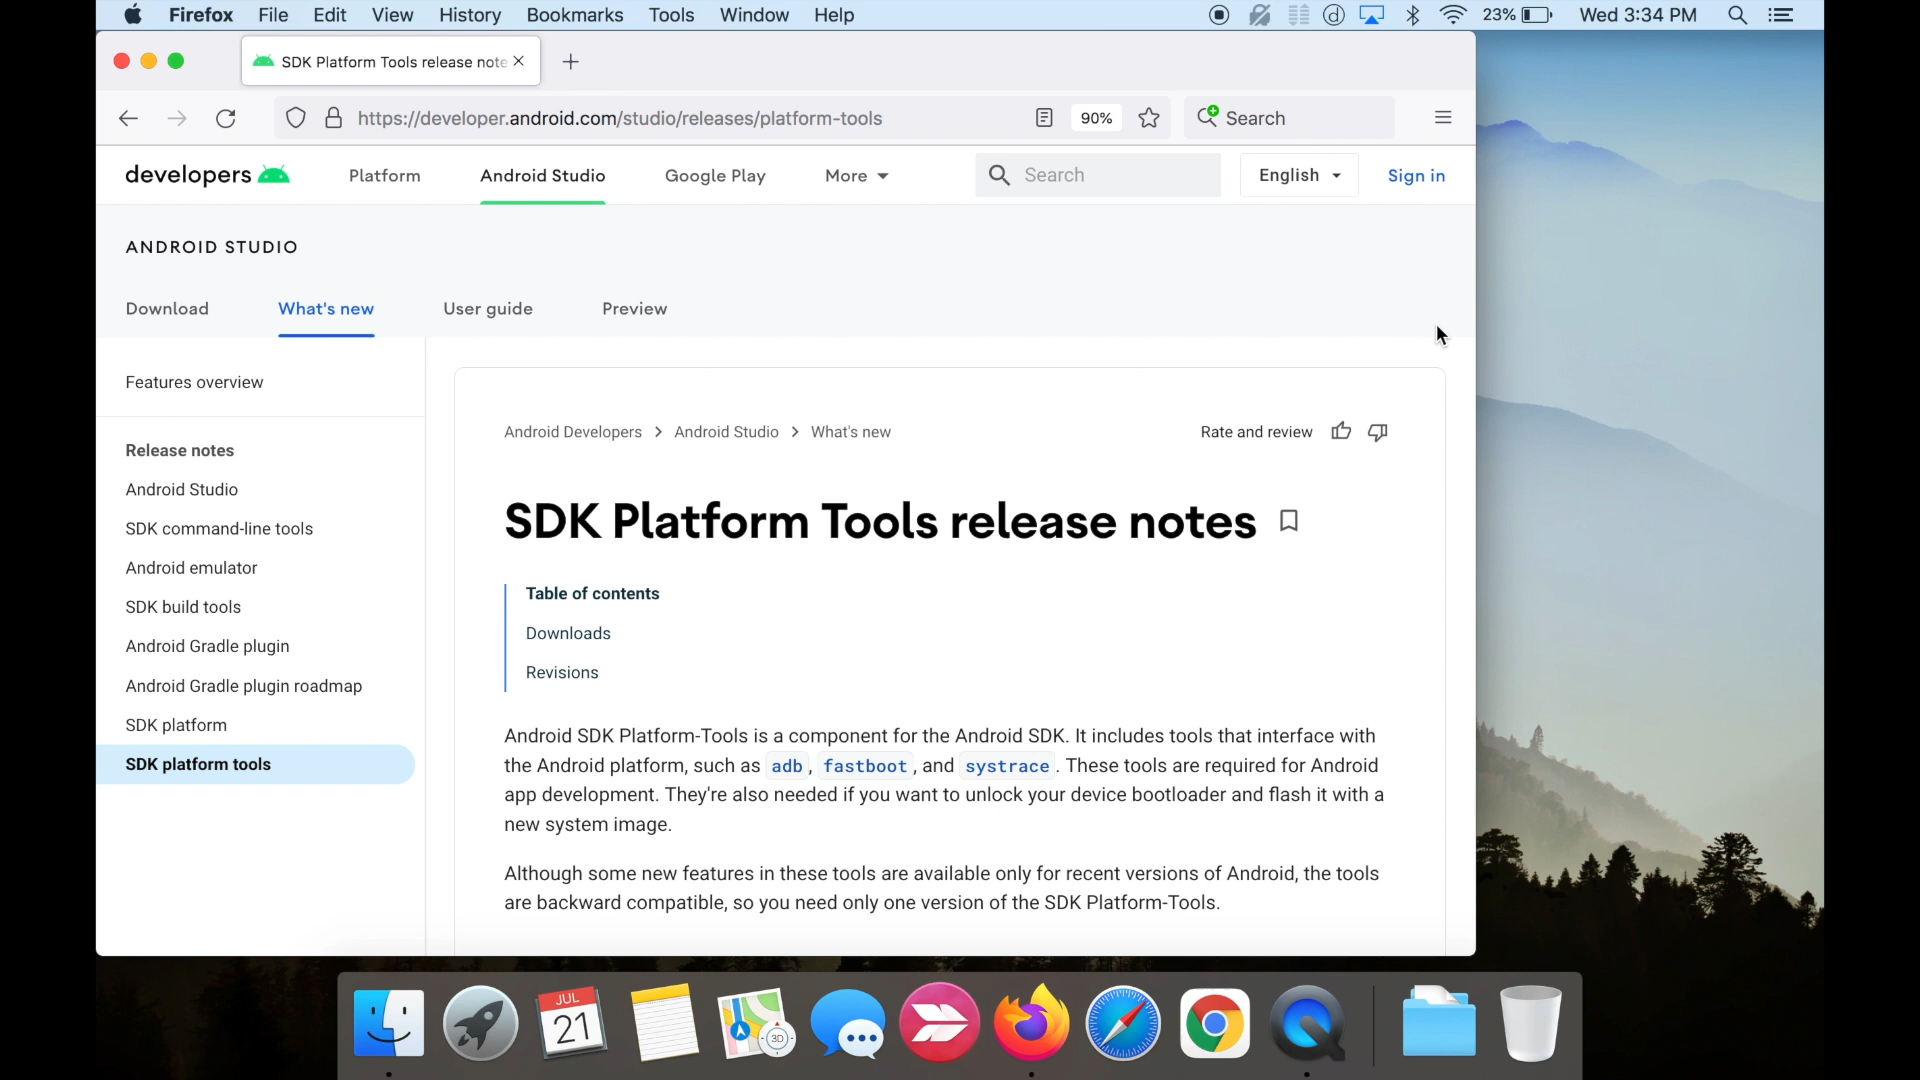 Firefox File Edit View History Bookmarks Tools Window Help 23% Wed 3:34 PM
SDK Platform Tools release note
https://developer.android.com/studio/releases/platform-tools 90% Search
developers Platform Android Studio Google Play More Search English Sign in
ANDROID STUDIO
Download What's new User guide Preview
Features overview
Release notes
Android Studio
SDK command-line tools
Android emulator
SDK build tools
Android Gradle plugin
Android Gradle plugin roadmap
SDK platform
SDK platform tools
Android Developers > Android Studio > What's new Rate and review
SDK Platform Tools release notes
Table of contents
Downloads
Revisions
Android SDK Platform-Tools is a component for the Android SDK. It includes tools that interface with
the Android platform, such as adb, fastboot, and systrace. These tools are required for Android
app development. They're also needed if you want to unlock your device bootloader and flash it with a
new system image.
Although some new features in these tools are available only for recent versions of Android, the tools
are backward compatible, so you need only one version of the SDK Platform-Tools.
JUL
21
3D